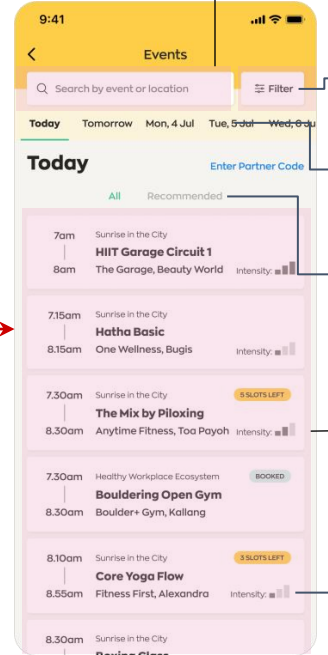 9:41
Events
Search by event or location
Filter
Today Tomorrow Mon, 4 Jul Tue, 5 Jul Wed, 6 Ju
Today
Enter Partner Code
All Recommended
7am Sunrise in the City
HIIT Garage Circuit 1
8am The Garage, Beauty World Intensity:
7.15am Sunrise in the City
Hatha Basic
8.15am One Wellness, Bugis Intensity:
7.30am Sunrise in the City 5 SLOTS LEFT
The Mix by Piloxing
8.30am Anytime Fitness, Toa Payoh Intensity:
7.30am Healthy Workplace Ecosystem BOOKED
Bouldering Open Gym
8.30am Boulder+ Gym, Kallang
8.10am Sunrise in the City 3 SLOTS LEFT
Core Yoga Flow
8.55am Fitness First, Alexandra Intensity:
8.30am Sunrise in the City
Boxing Class